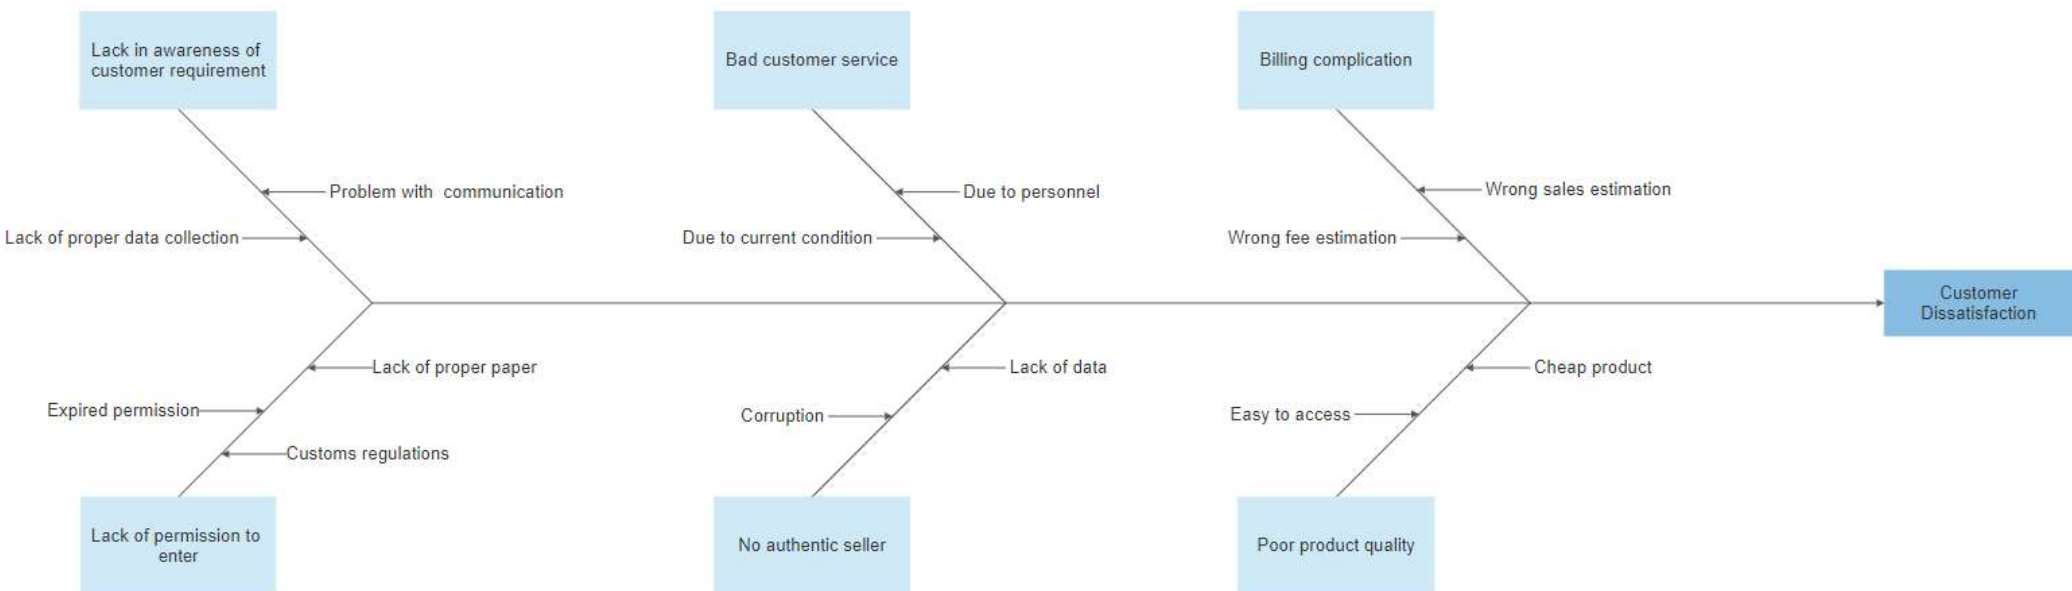 Lack in awareness of
customer requirement
Bad customer service
Billing complication
Problem with communication
Due to personnel
Wrong sales estimation
Lack of proper data collection
Due to current condition
Wrong fee estimation
Customer
Dissatisfaction
Lack of proper paper
Lack of data
Cheap product
Expired permission
Corruption
Easy to access
Customs regulations
Lack of permission to
enter
No authentic seller
Poor product quality